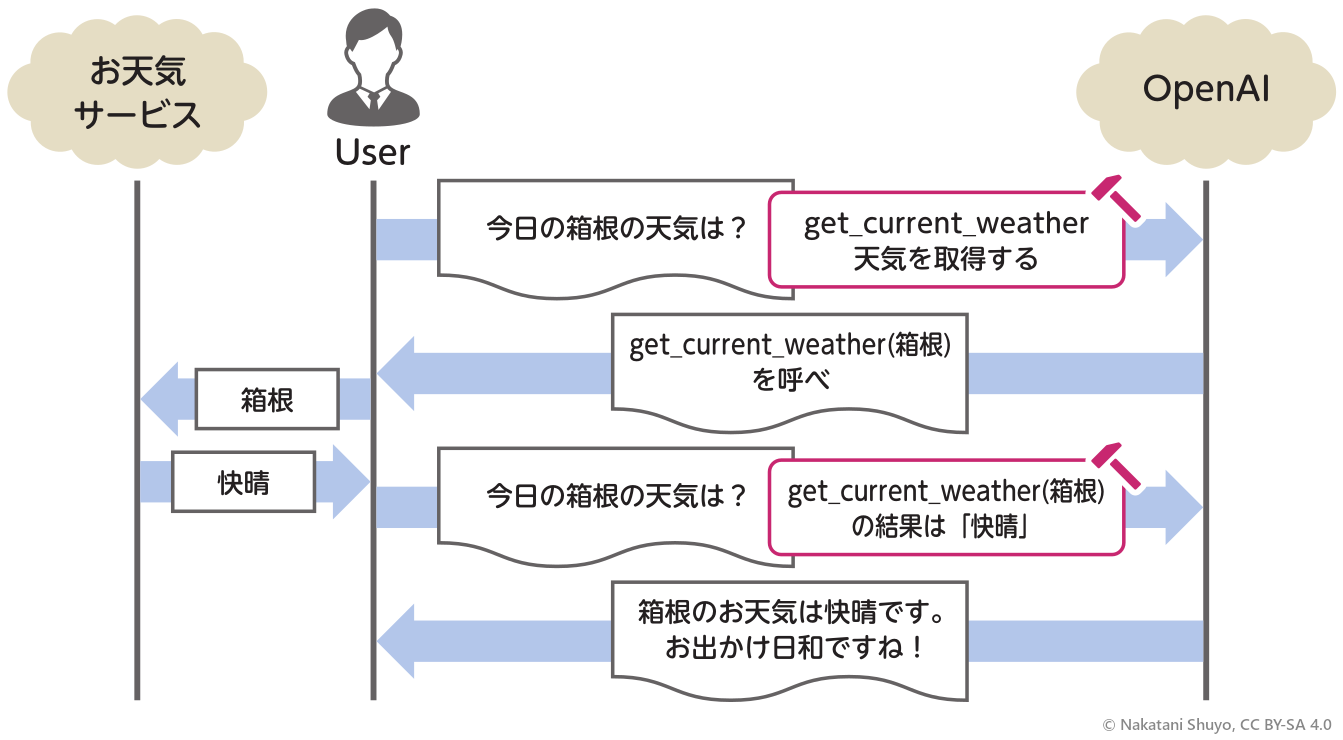 お天気
サービス
User
OpenAI
今日の箱根の天気は？
get_current_weather
天気を取得する
get_current_weather(箱根)
を呼べ
箱根
快晴
今日の箱根の天気は？
get_current_weather(箱根)
の結果は「快晴」
箱根のお天気は快晴です。
お出かけ日和ですね！
© Nakatani Shuyo, CC BY-SA 4.0